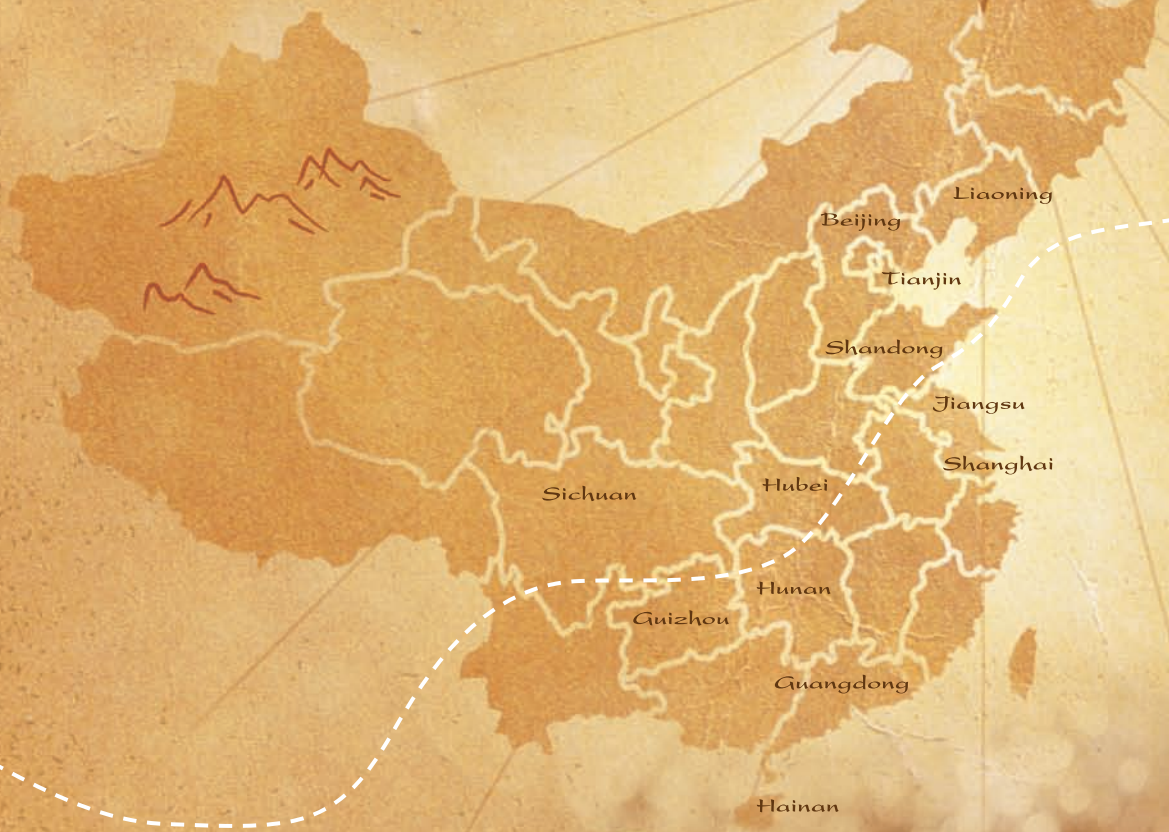 Liaoning
Beijing
Tianjin
Shandong
Jiangsu
Shanghai
Hubei
Sichuan
Hunan
Guizhou
Guangdong
Hainan